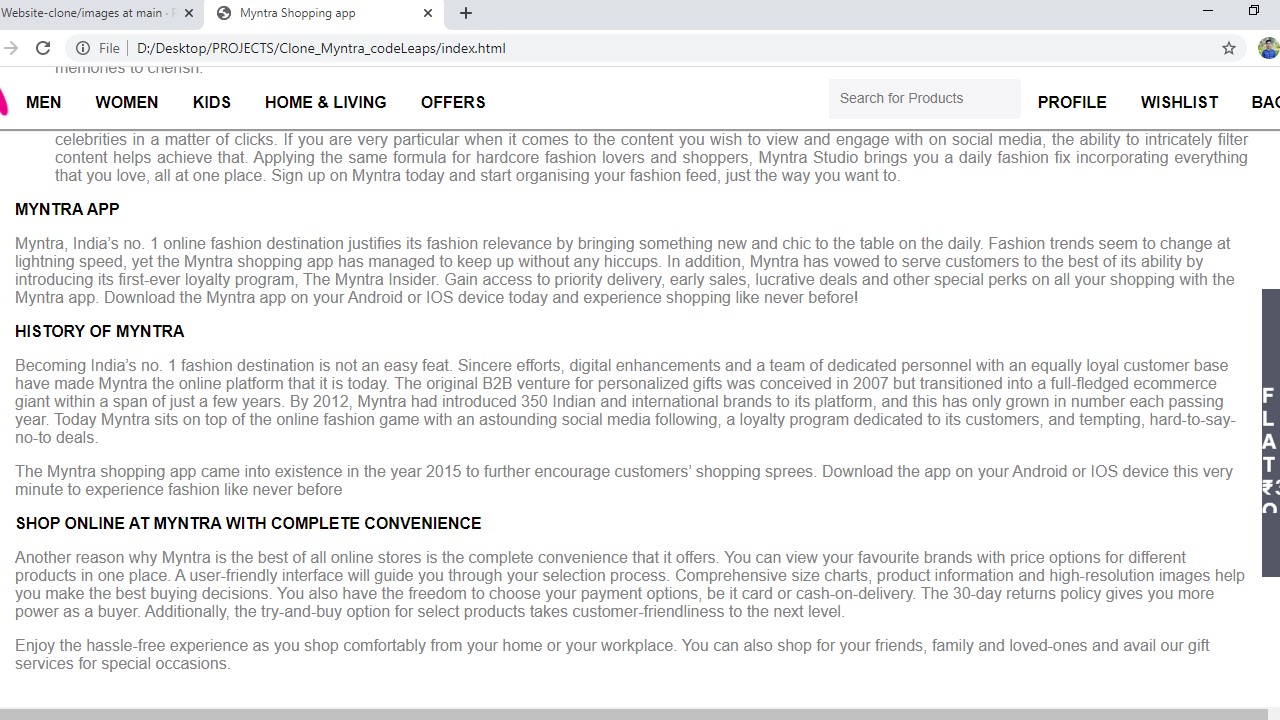 Website-clone/images at main ·
Myntra Shopping app
File
D:/Desktop/PROJECTS/Clone_Myntra_codeLeaps/index.html
memories to cherish.
MEN WOMEN KIDS HOME & LIVING OFFERS
Search for Products
PROFILE WISHLIST
celebrities in a matter of clicks. If you are very particular when it comes to the content you wish to view and engage with on social media, the ability to intricately filter
content helps achieve that. Applying the same formula for hardcore fashion lovers and shoppers, Myntra Studio brings you a daily fashion fix incorporating everything
that you love, all at one place. Sign up on Myntra today and start organising your fashion feed, just the way you want to.
MYNTRA APP
Myntra, India’s no. 1 online fashion destination justifies its fashion relevance by bringing something new and chic to the table on the daily. Fashion trends seem to change at
lightning speed, yet the Myntra shopping app has managed to keep up without any hiccups. In addition, Myntra has vowed to serve customers to the best of its ability by
introducing its first-ever loyalty program, The Myntra Insider. Gain access to priority delivery, early sales, lucrative deals and other special perks on all your shopping with the
Myntra app. Download the Myntra app on your Android or IOS device today and experience shopping like never before!
HISTORY OF MYNTRA
Becoming India’s no. 1 fashion destination is not an easy feat. Sincere efforts, digital enhancements and a team of dedicated personnel with an equally loyal customer base
have made Myntra the online platform that it is today. The original B2B venture for personalized gifts was conceived in 2007 but transitioned into a full-fledged ecommerce
giant within a span of just a few years. By 2012, Myntra had introduced 350 Indian and international brands to its platform, and this has only grown in number each passing
year. Today Myntra sits on top of the online fashion game with an astounding social media following, a loyalty program dedicated to its customers, and tempting, hard-to-say-
no-to deals.
The Myntra shopping app came into existence in the year 2015 to further encourage customers’ shopping sprees. Download the app on your Android or IOS device this very
minute to experience fashion like never before
SHOP ONLINE AT MYNTRA WITH COMPLETE CONVENIENCE
Another reason why Myntra is the best of all online stores is the complete convenience that it offers. You can view your favourite brands with price options for different
products in one place. A user-friendly interface will guide you through your selection process. Comprehensive size charts, product information and high-resolution images help
you make the best buying decisions. You also have the freedom to choose your payment options, be it card or cash-on-delivery. The 30-day returns policy gives you more
power as a buyer. Additionally, the try-and-buy option for select products takes customer-friendliness to the next level.
Enjoy the hassle-free experience as you shop comfortably from your home or your workplace. You can also shop for your friends, family and loved-ones and avail our gift
services for special occasions.
F
L
A
T